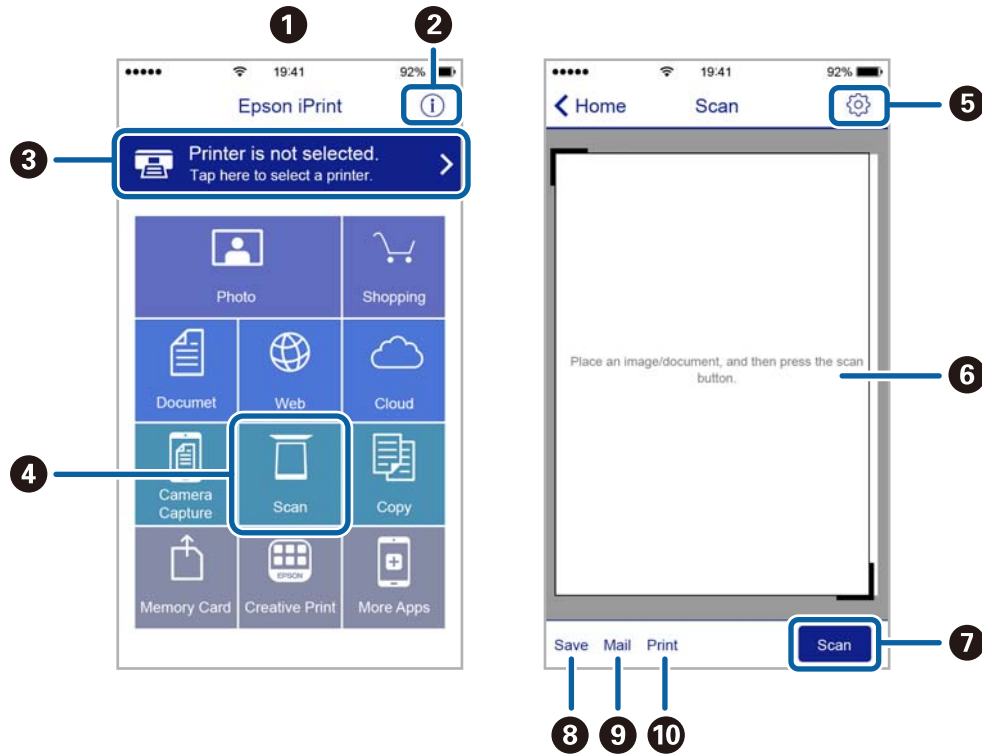 1
2
19:41
92%
Epson iPrint
3
Printer is not selected.
Tap here to select a printer.
Photo
Shopping
Documet
Web
Cloud
4
Camera
Capture
Scan
Copy
EPSON
Memory Card
Creative Print
More Apps
19:41
92%
Home
Scan
5
Place an image/document, and then press the scan
button.
6
Save
Mail
Print
Scan
7
8
9
10